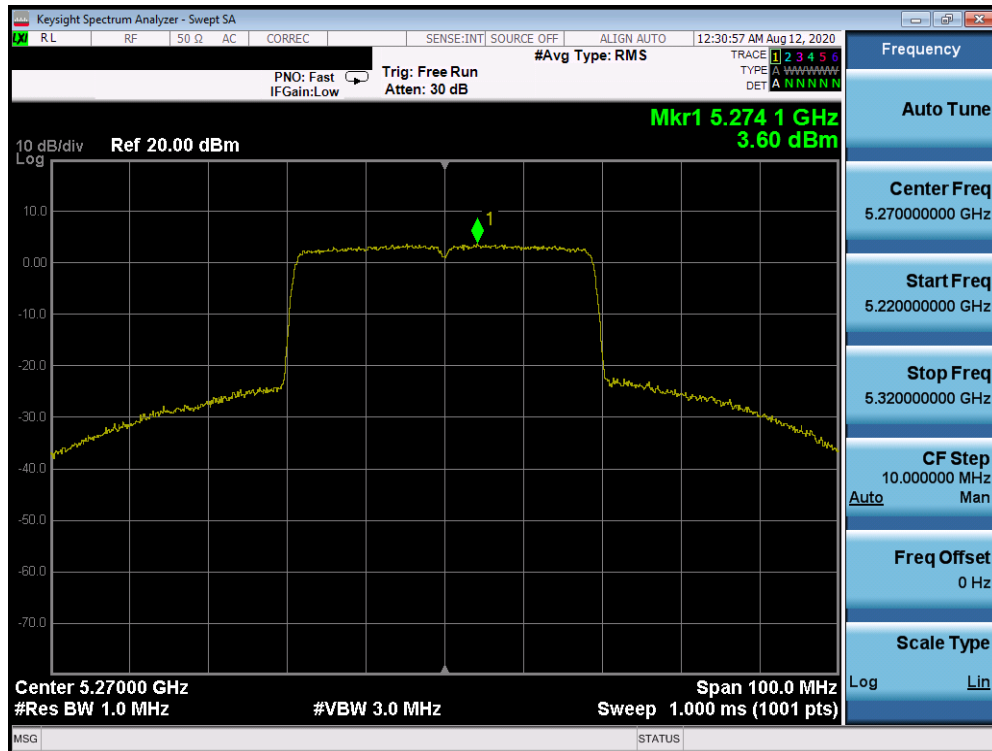 Keysight Spectrum Analyzer - Swept SA
LXI RL RF 50 Ω AC CORREC SENSE:INT SOURCE OFF ALIGN AUTO 12:30:57 AM Aug 12, 2020
#Avg Type: RMS
TRACE 1 2 3 4 5 6
PNO: Fast Trig: Free Run TYPE A WWWWW
IFGain:Low Atten: 30 dB DET A N N N N N
Mkr1 5.274 1 GHz
3.60 dBm
10 dB/div Ref 20.00 dBm
Log
10.0
1
0.00
-10.0
-20.0
-30.0
-40.0
-50.0
-60.0
-70.0
Center 5.27000 GHz Span 100.0 MHz
#Res BW 1.0 MHz #VBW 3.0 MHz Sweep 1.000 ms (1001 pts)
MSG STATUS
Frequency
Auto Tune
Center Freq
5.270000000 GHz
Start Freq
5.220000000 GHz
Stop Freq
5.320000000 GHz
CF Step
10.000000 MHz
Auto Man
Freq Offset
0 Hz
Scale Type
Log Lin